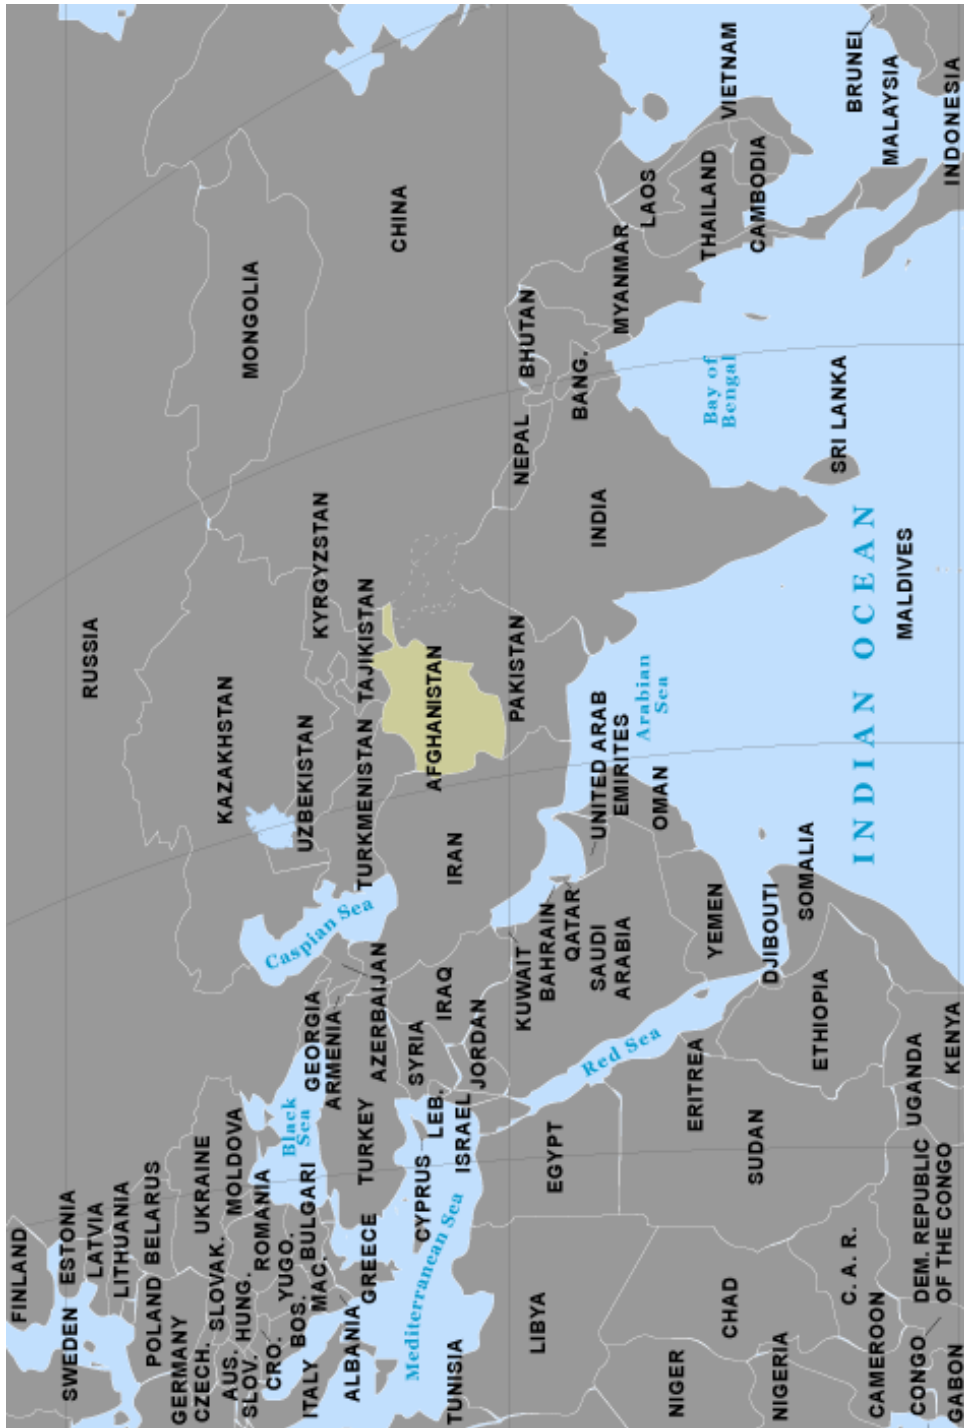 FINLAND
SWEDEN
ESTONIA
LATVIA
LITHUANIA
RUSSIA
POLAND
BELARUS
GERMANY
CZECH.
SLOVAK.
UKRAINE
AUS.
HUNG.
MOLDOVA
SLOV.
CRO.
YUGO.
ROMANIA
ITALY
BOS.
MAC.
BULGARI
Black
Sea
GEORGIA
ARMENIA
ALBANIA
GREECE
TURKEY
AZERBAIJAN
Caspian Sea
KAZAKHSTAN
MONGOLIA
UZBEKISTAN
KYRGYZSTAN
TURKMENISTAN
TAJIKISTAN
CHINA
Mediterranean Sea
CYPRUS
LEB.
SYRIA
IRAQ
IRAN
AFGHANISTAN
TUNISIA
ISRAEL
JORDAN
KUWAIT
PAKISTAN
NEPAL
BHUTAN
BAHRAIN
QATAR
LIBYA
EGYPT
SAUDI
ARABIA
UNITED ARAB
EMIRITES
INDIA
BANG.
MYANMAR
LAOS
Red Sea
OMAN
Arabian
Sea
NIGER
CHAD
SUDAN
ERITREA
YEMEN
Bay of
Bengal
THAILAND
VIETNAM
CAMBODIA
NIGERIA
DJIBOUTI
ETHIOPIA
SOMALIA
SRI LANKA
BRUNEI
MALAYSIA
C. A. R.
CAMEROON
INDIAN OCEAN
MALDIVES
CONGO
DEM. REPUBLIC
OF THE CONGO
UGANDA
GABON
KENYA
INDONESIA